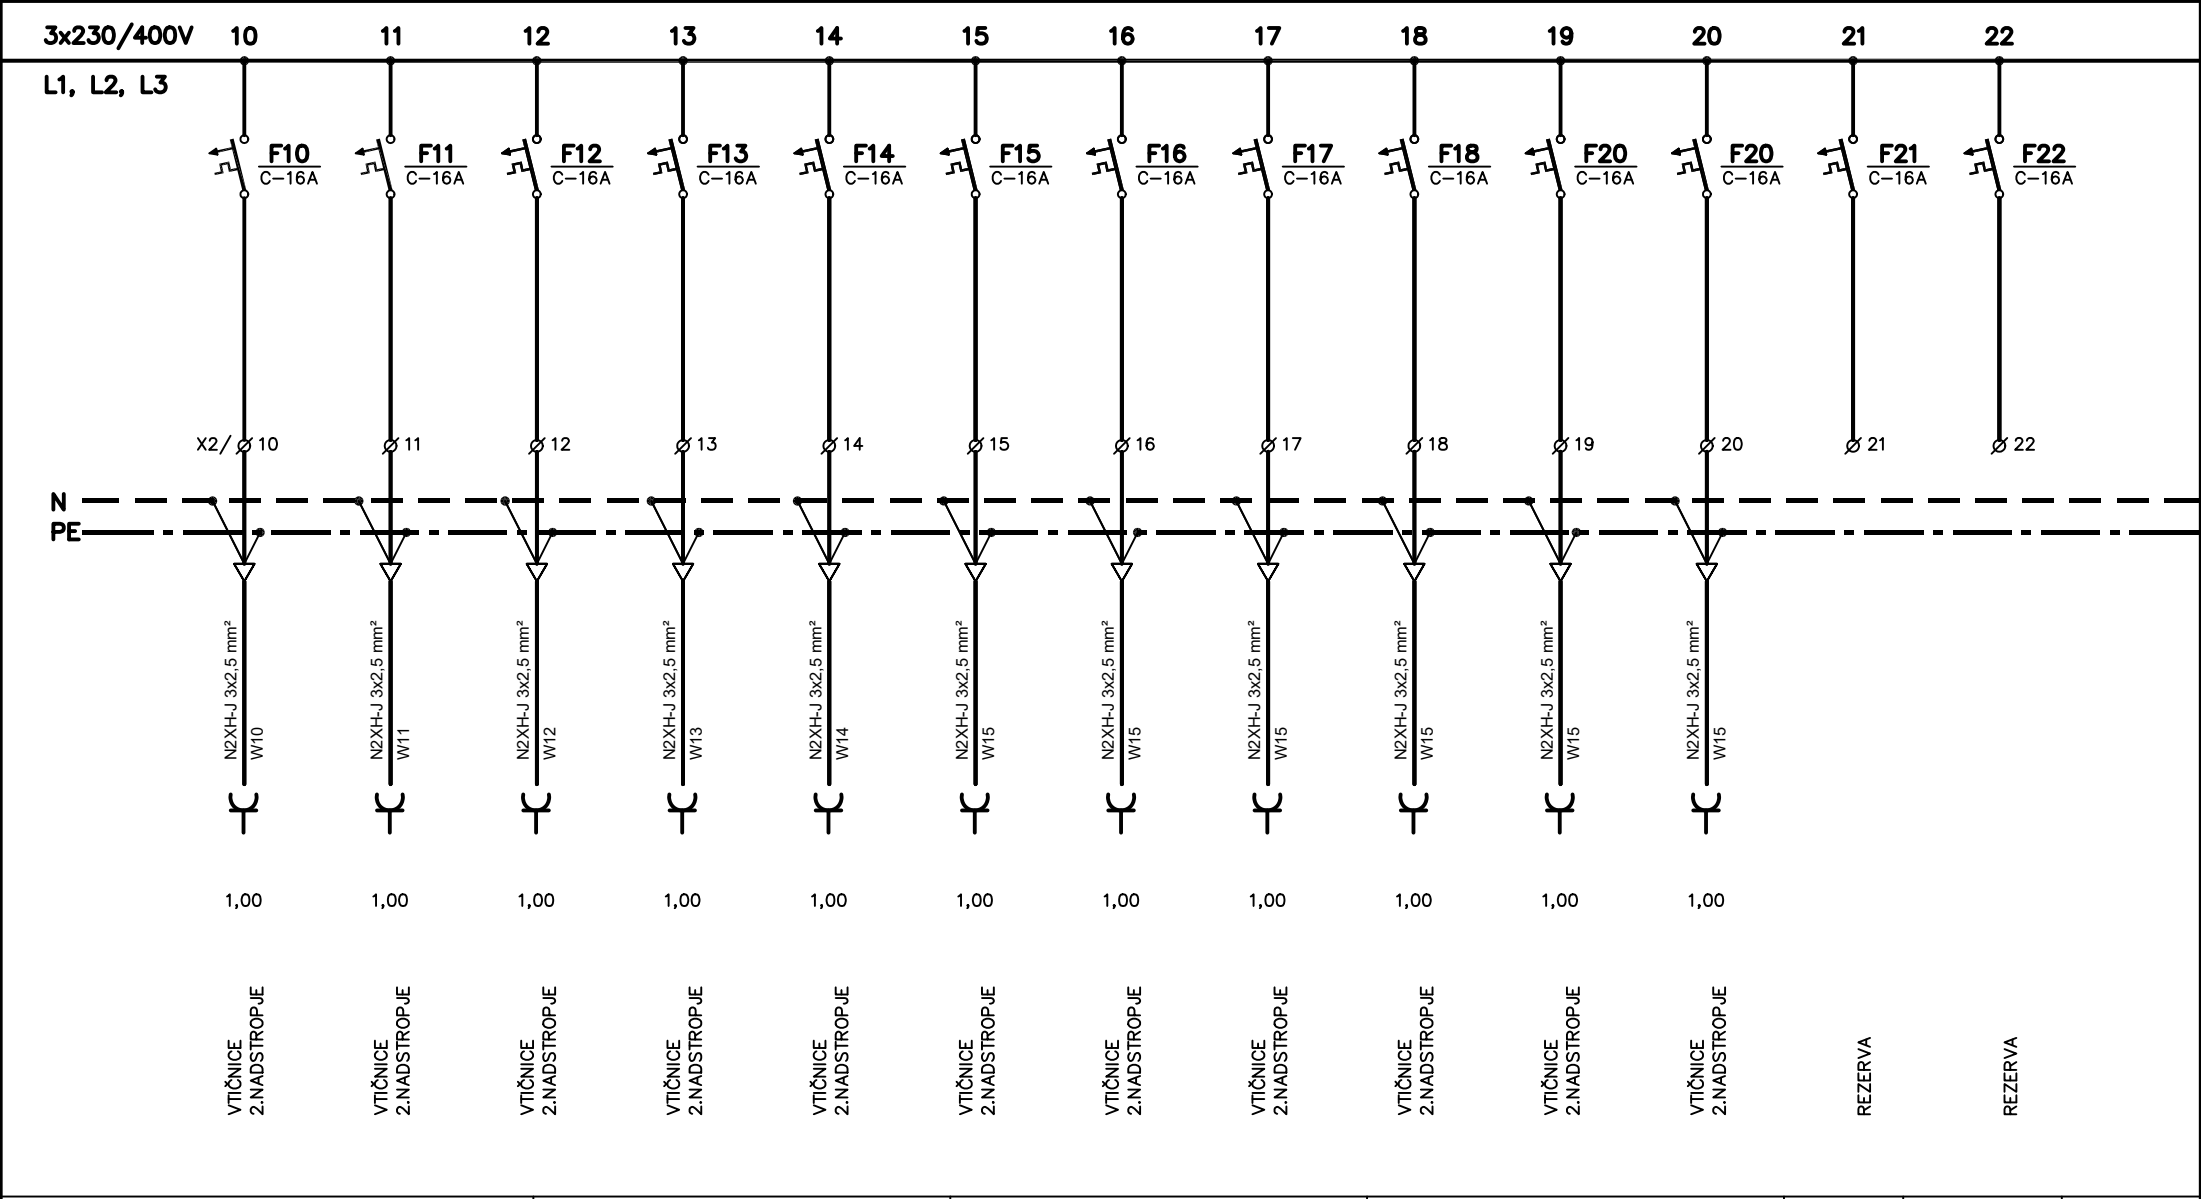 3x230/400V 10 11 12 13 14 15 16 17 18 19 20 21 22
L1, L2, L3
F10 F11 F12 F13 F14 F15 F16 F17 F18 F20 F20 F21 F22
C-16A C-16A C-16A C-16A C-16A C-16A C-16A C-16A C-16A C-16A C-16A C-16A C-16A
X2/ 10 11 12 13 14 15 16 17 18 19 20 21 22
N
PE
N2XH-J 3x2,5 mm²
W10
N2XH-J 3x2,5 mm²
W11
N2XH-J 3x2,5 mm²
W12
N2XH-J 3x2,5 mm²
W13
N2XH-J 3x2,5 mm²
W14
N2XH-J 3x2,5 mm²
W15
N2XH-J 3x2,5 mm²
W15
N2XH-J 3x2,5 mm²
W15
N2XH-J 3x2,5 mm²
W15
N2XH-J 3x2,5 mm²
W15
N2XH-J 3x2,5 mm²
W15
1,00 1,00 1,00 1,00 1,00 1,00 1,00 1,00 1,00 1,00 1,00
VTIČNICE
2.NADSTROPJE
VTIČNICE
2.NADSTROPJE
VTIČNICE
2.NADSTROPJE
VTIČNICE
2.NADSTROPJE
VTIČNICE
2.NADSTROPJE
VTIČNICE
2.NADSTROPJE
VTIČNICE
2.NADSTROPJE
VTIČNICE
2.NADSTROPJE
VTIČNICE
2.NADSTROPJE
VTIČNICE
2.NADSTROPJE
VTIČNICE
2.NADSTROPJE
REZERVA
REZERVA